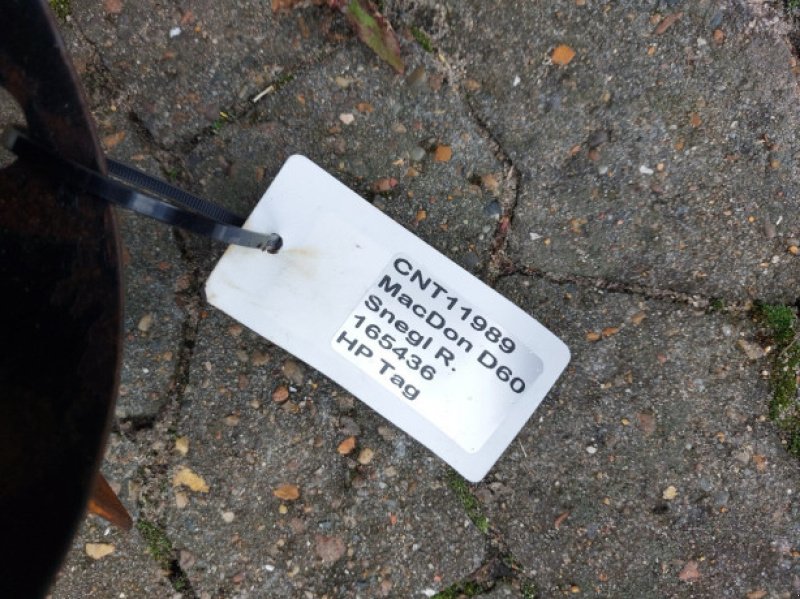 CNT11989
MacDon D60
Snegl R.
165436
HP Tag